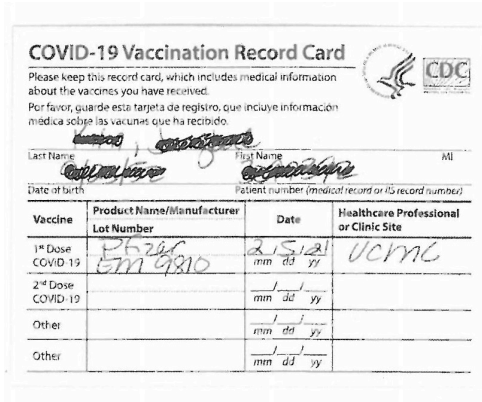 COVID-19 Vaccination Record Card
CDC
Please keep this record card, which includes medical information
about the vaccines you have received.
Por favor, guarde esta tarjeta de registro, que incluye información
médica sobre las vacunas que ha recibido.
Last Name First Name MI
Date of birth Patient number (medical record or IIS record number)
Vaccine Product Name/Manufacturer Date Healthcare Professional
Lot Number or Clinic Site
1st Dose Pfizer 2/5/21 UCMC
COVID-19 EM 9810 mm dd yy
2nd Dose
COVID-19 mm dd yy
Other
mm dd yy
Other
mm dd yy